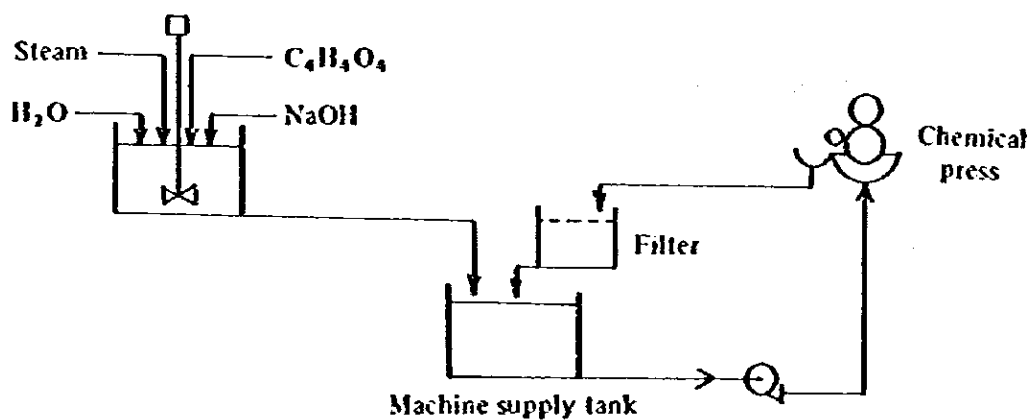 Steam
C₄H₄O₄
H₂O
NaOH
Chemical
press
Filter
Machine supply tank